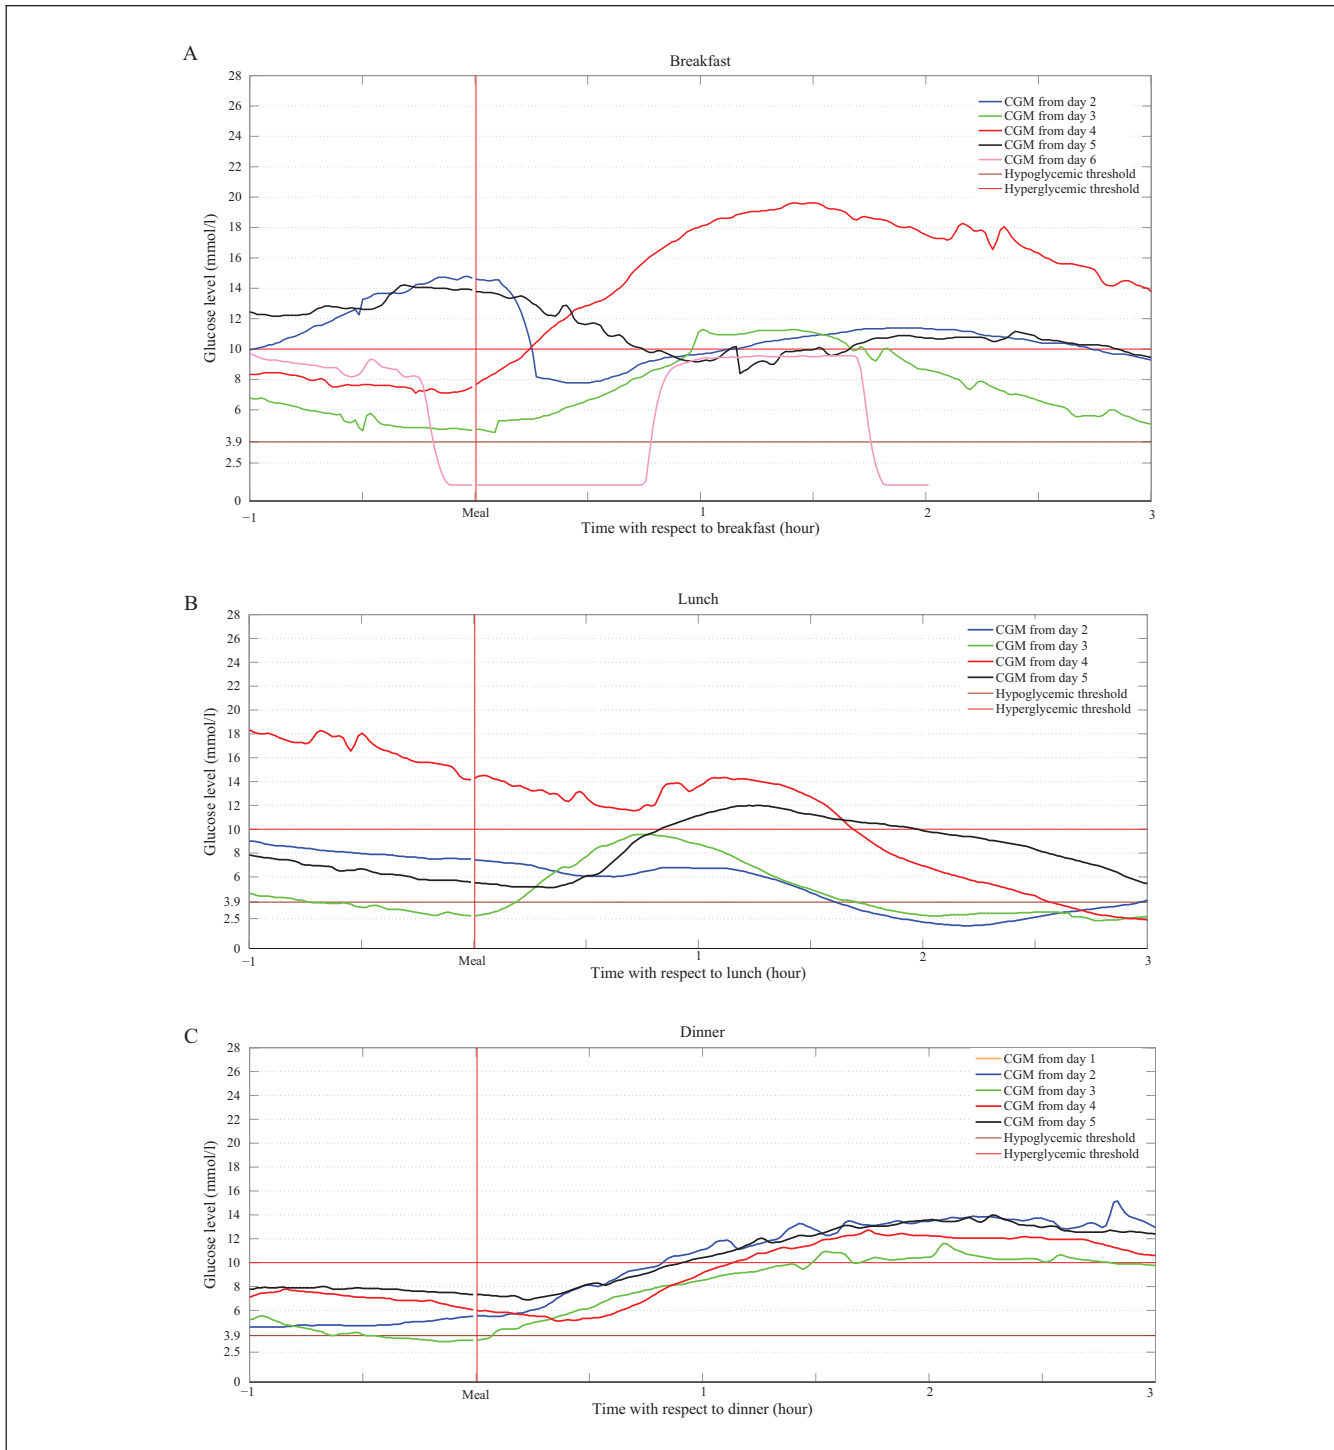 A
Breakfast
28
26
24
22
20
18
16
14
12
10
8
6
3.9
2.5
0
Glucose level (mmol/l)
CGM from day 2
CGM from day 3
CGM from day 4
CGM from day 5
CGM from day 6
Hypoglycemic threshold
Hyperglycemic threshold
−1
Meal
1
2
3
Time with respect to breakfast (hour)
B
Lunch
28
26
24
22
20
18
16
14
12
10
8
6
3.9
2.5
0
Glucose level (mmol/l)
CGM from day 2
CGM from day 3
CGM from day 4
CGM from day 5
Hypoglycemic threshold
Hyperglycemic threshold
−1
Meal
1
2
3
Time with respect to lunch (hour)
C
Dinner
28
26
24
22
20
18
16
14
12
10
8
6
3.9
2.5
0
Glucose level (mmol/l)
CGM from day 1
CGM from day 2
CGM from day 3
CGM from day 4
CGM from day 5
Hypoglycemic threshold
Hyperglycemic threshold
−1
Meal
1
2
3
Time with respect to dinner (hour)